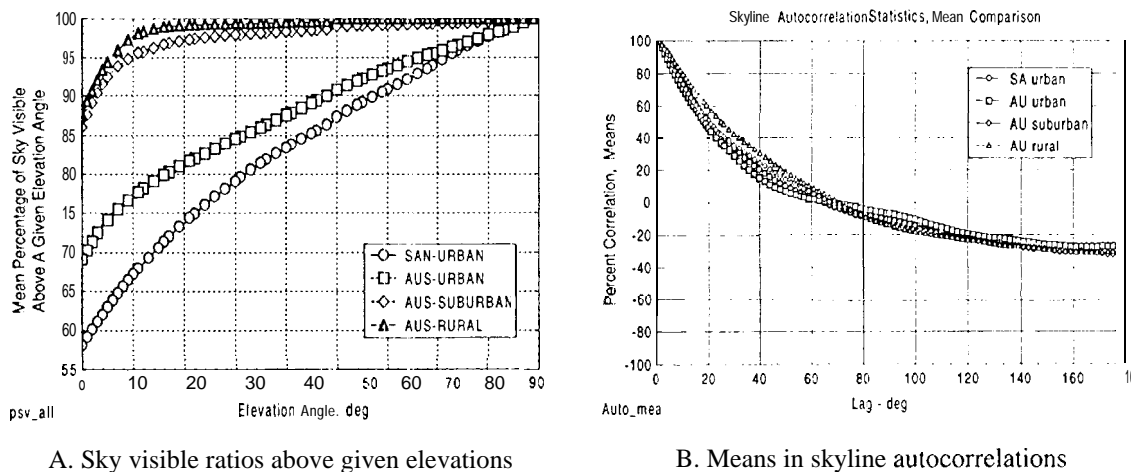 Mean Percentage of Sky Visible
Above A Given Elevation Angle
100
95
90
85
80
15
70
65
60
55
0
10
20
30
40
50
60
70
80
90
SAN-URBAN
AUS-URBAN
AUS-SUBURBAN
AUS-RURAL
psv_all
Elevation Angle. deg
A. Sky visible ratios above given elevations
Skyline AutocorrelationStatistics, Mean Comparison
Percent Correlation, Means
100
80
60
40
20
0
-20
-40
-60
-80
-100
0
20
40
60
80
100
120
140
160
SA urban
AU urban
AU suburban
AU rural
Auto_mea
Lag - deg
B. Means in skyline autocorrelations